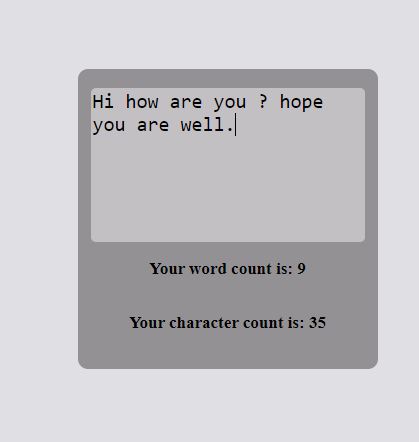 Hi how are you ? hope
you are well.
Your word count is: 9
Your character count is: 35